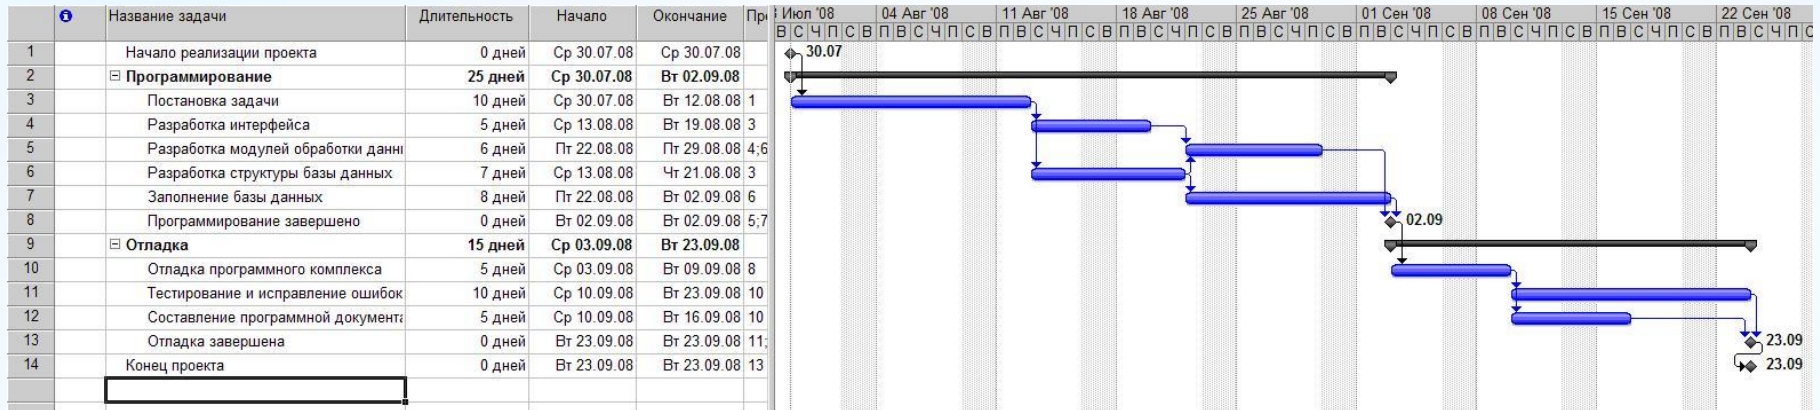 Название задачи Длительность Начало Окончание Пре Июл '08 04 Авг '08 11 Авг '08 18 Авг '08 25 Авг '08 01 Сен '08 08 Сен '08 15 Сен '08 22 Сен '08
В С Ч П С В П В С Ч П С В П В С Ч П С В П В С Ч П С В П В С Ч П С В П В С Ч П С В П В С Ч П С В П В С Ч П С В П В С Ч П С
1 Начало реализации проекта 0 дней Ср 30.07.08 Ср 30.07.08 30.07
2 Программирование 25 дней Ср 30.07.08 Вт 02.09.08
3 Постановка задачи 10 дней Ср 30.07.08 Вт 12.08.08 1
4 Разработка интерфейса 5 дней Ср 13.08.08 Вт 19.08.08 3
5 Разработка модулей обработки данн 6 дней Пт 22.08.08 Пт 29.08.08 4;6
6 Разработка структуры базы данных 7 дней Ср 13.08.08 Чт 21.08.08 3
7 Заполнение базы данных 8 дней Пт 22.08.08 Вт 02.09.08 6
8 Программирование завершено 0 дней Вт 02.09.08 Вт 02.09.08 5;7 02.09
9 Отладка 15 дней Ср 03.09.08 Вт 23.09.08
10 Отладка программного комплекса 5 дней Ср 03.09.08 Вт 09.09.08 8
11 Тестирование и исправление ошибок 10 дней Ср 10.09.08 Вт 23.09.08 10
12 Составление программной документа 5 дней Ср 10.09.08 Вт 16.09.08 10
13 Отладка завершена 0 дней Вт 23.09.08 Вт 23.09.08 11; 23.09
14 Конец проекта 0 дней Вт 23.09.08 Вт 23.09.08 13 23.09